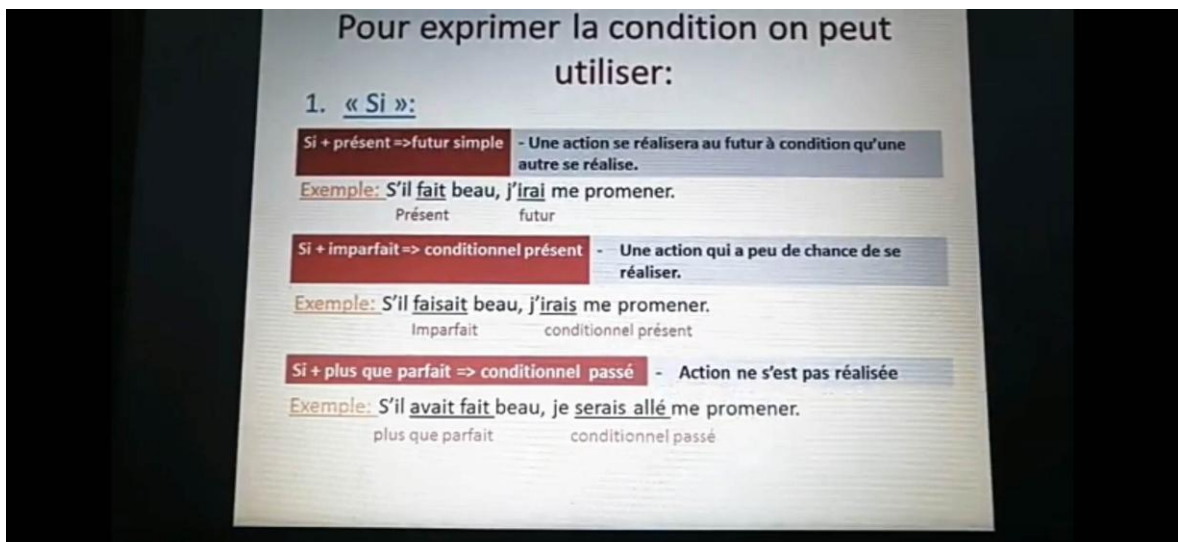 Pour exprimer la condition on peut
utiliser:
1. « Si »:
Si + présent =>futur simple - Une action se réalisera au futur à condition qu'une
autre se réalise.
Exemple: S'il fait beau, j'irai me promener.
Présent futur
Si + imparfait => conditionnel présent - Une action qui a peu de chance de se
réaliser.
Exemple: S'il faisait beau, j'irais me promener.
Imparfait conditionnel présent
Si + plus que parfait => conditionnel passé - Action ne s'est pas réalisée
Exemple: S'il avait fait beau, je serais allé me promener.
plus que parfait conditionnel passé